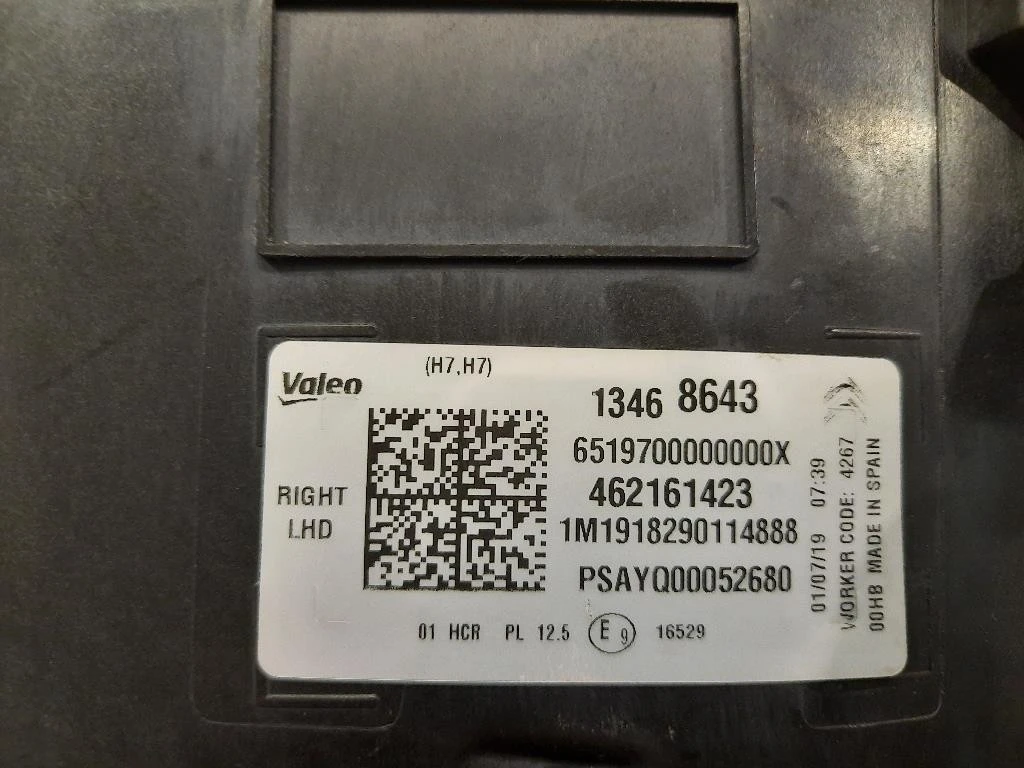 Valeo
(H7,H7)
1346 8643
6519700000000X
462161423
1M1918290114888
PSAYQ00052680
RIGHT
LHD
01 HCR PL 12.5 E 9 16529
01/07/19 07:39
WORKER CODE: 4267
00HB MADE IN SPAIN